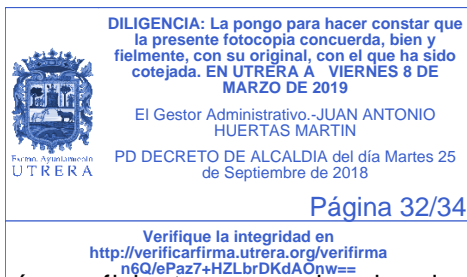 DILIGENCIA: La pongo para hacer constar que
la presente fotocopia concuerda, bien y
fielmente, con su original, con el que ha sido
cotejada. EN UTRERA A VIERNES 8 DE
MARZO DE 2019
El Gestor Administrativo.-JUAN ANTONIO
HUERTAS MARTIN
PD DECRETO DE ALCALDIA del día Martes 25
de Septiembre de 2018
Excmo. Ayuntamiento
UTRERA
Página 32/34
Verifique la integridad en
http://verificarfirma.utrera.org/verifirma
n6Q/ePaz7+HZLbrDKdAOnw==